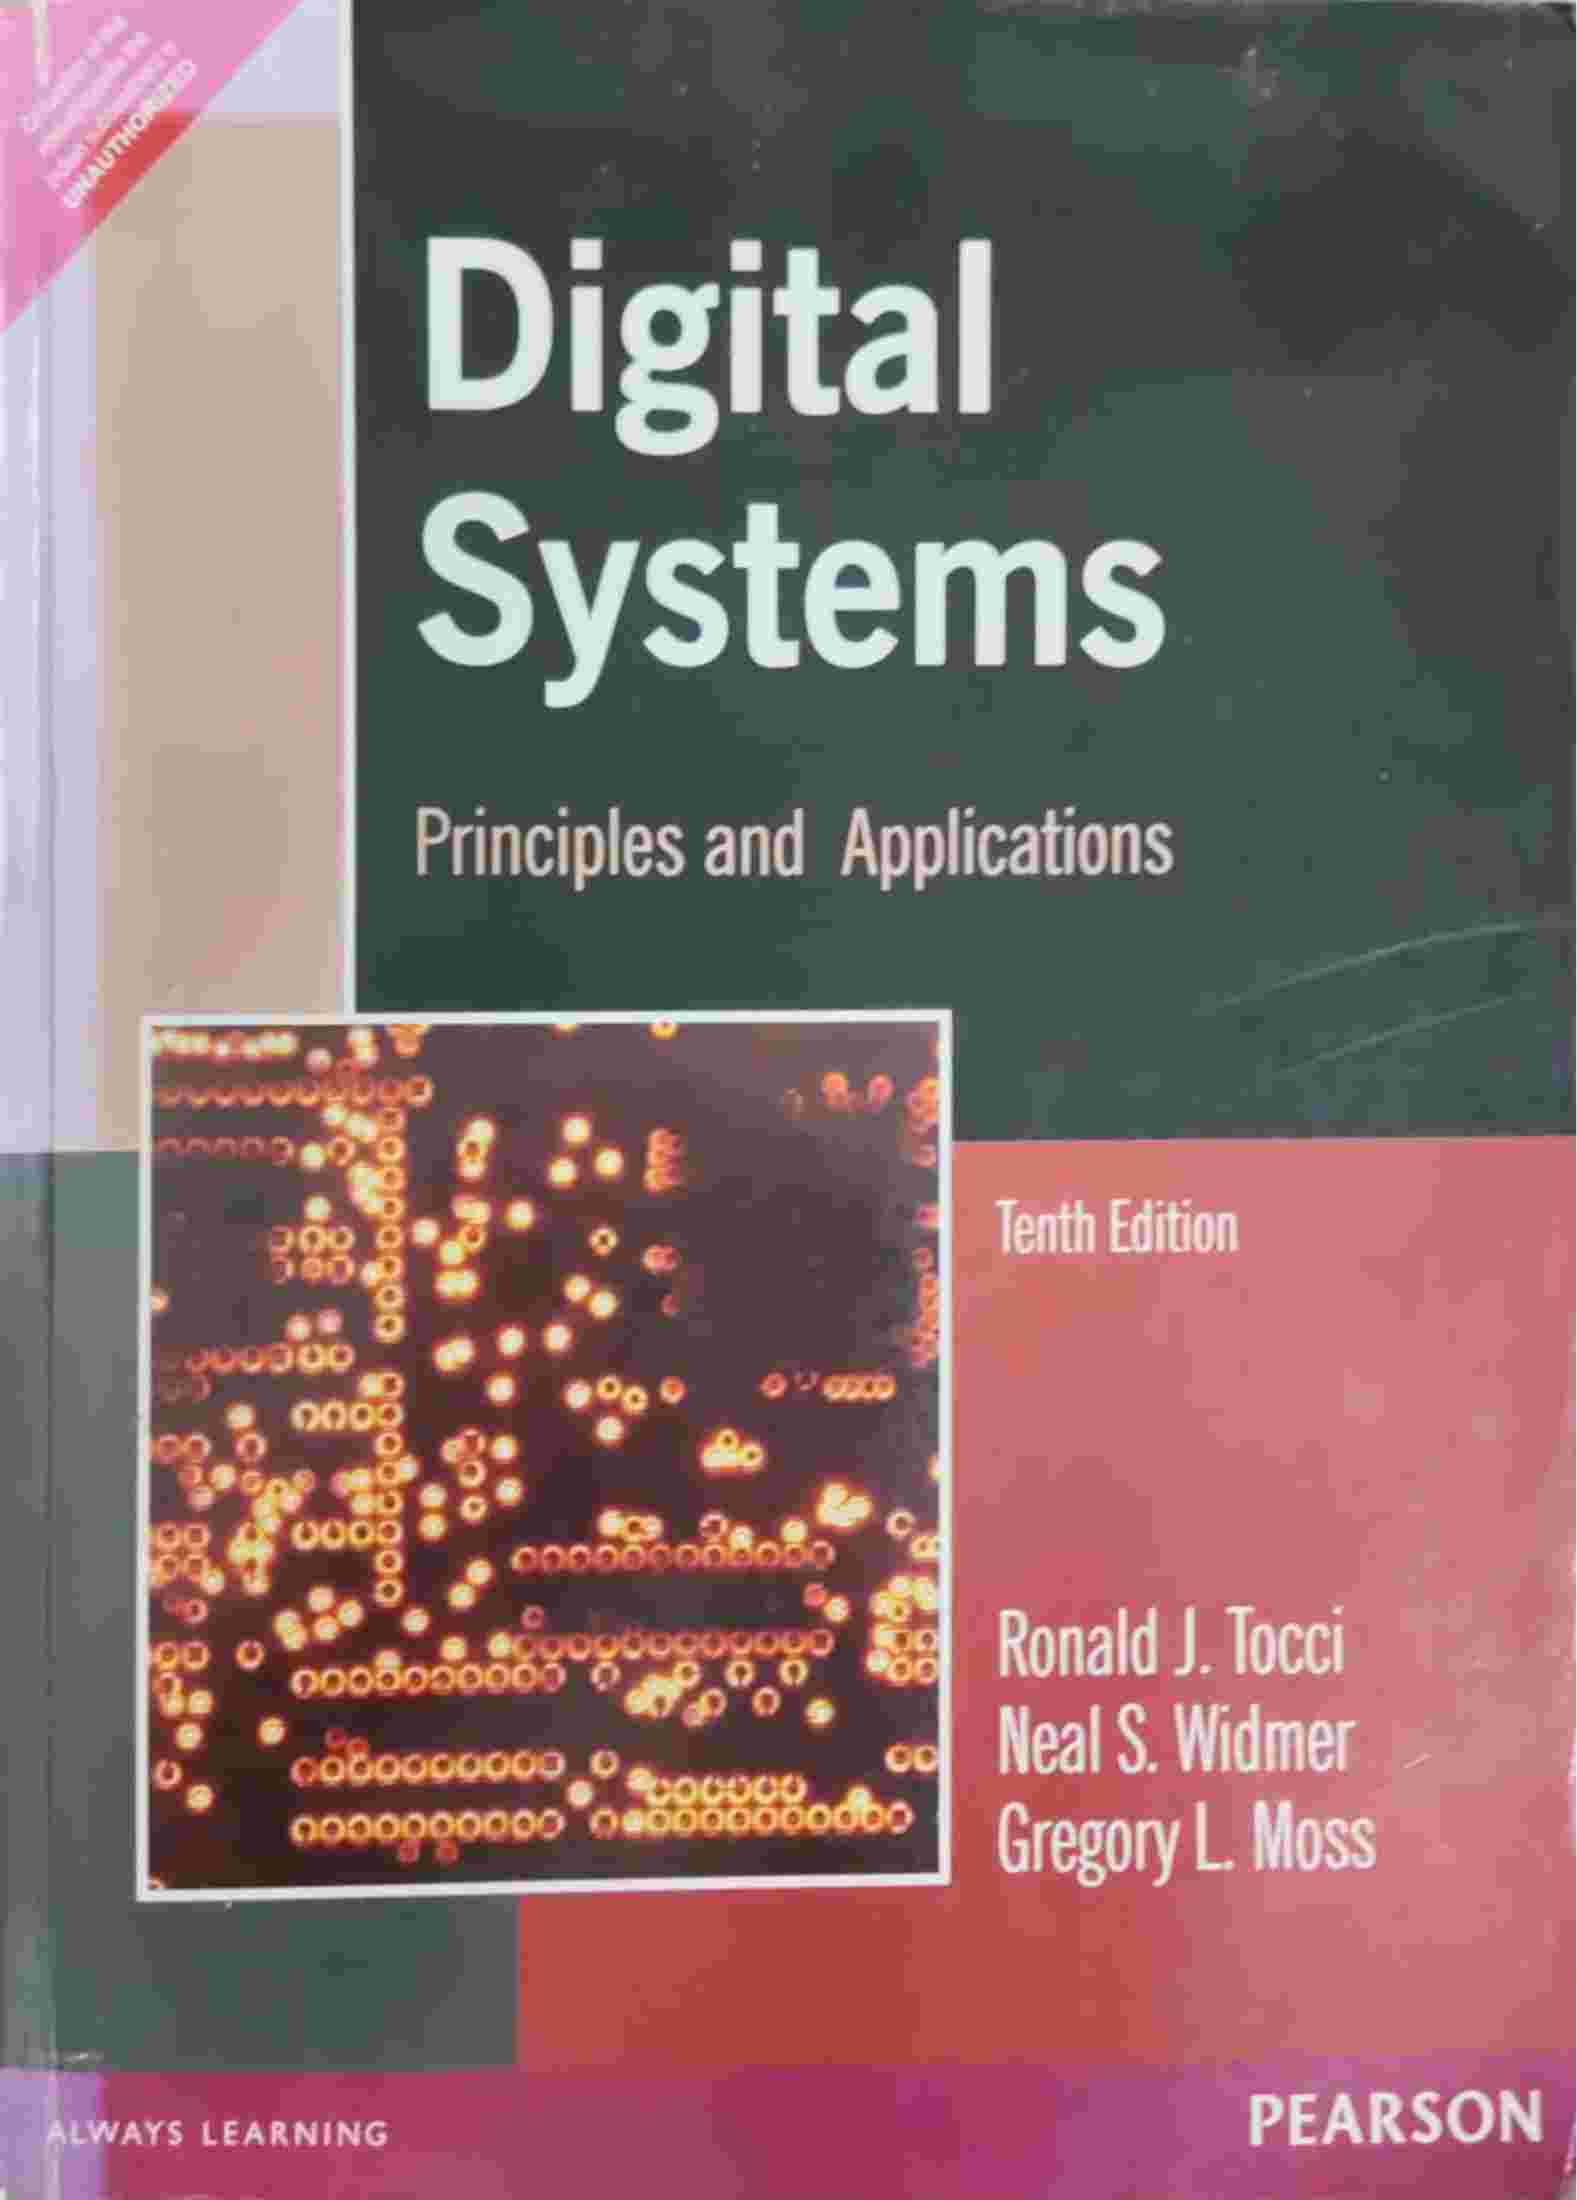 UNAUTHORIZED
Digital
Systems
Principles and Applications
Tenth Edition
Ronald J. Tocci
Neal S. Widmer
Gregory L. Moss
ALWAYS LEARNING
PEARSON